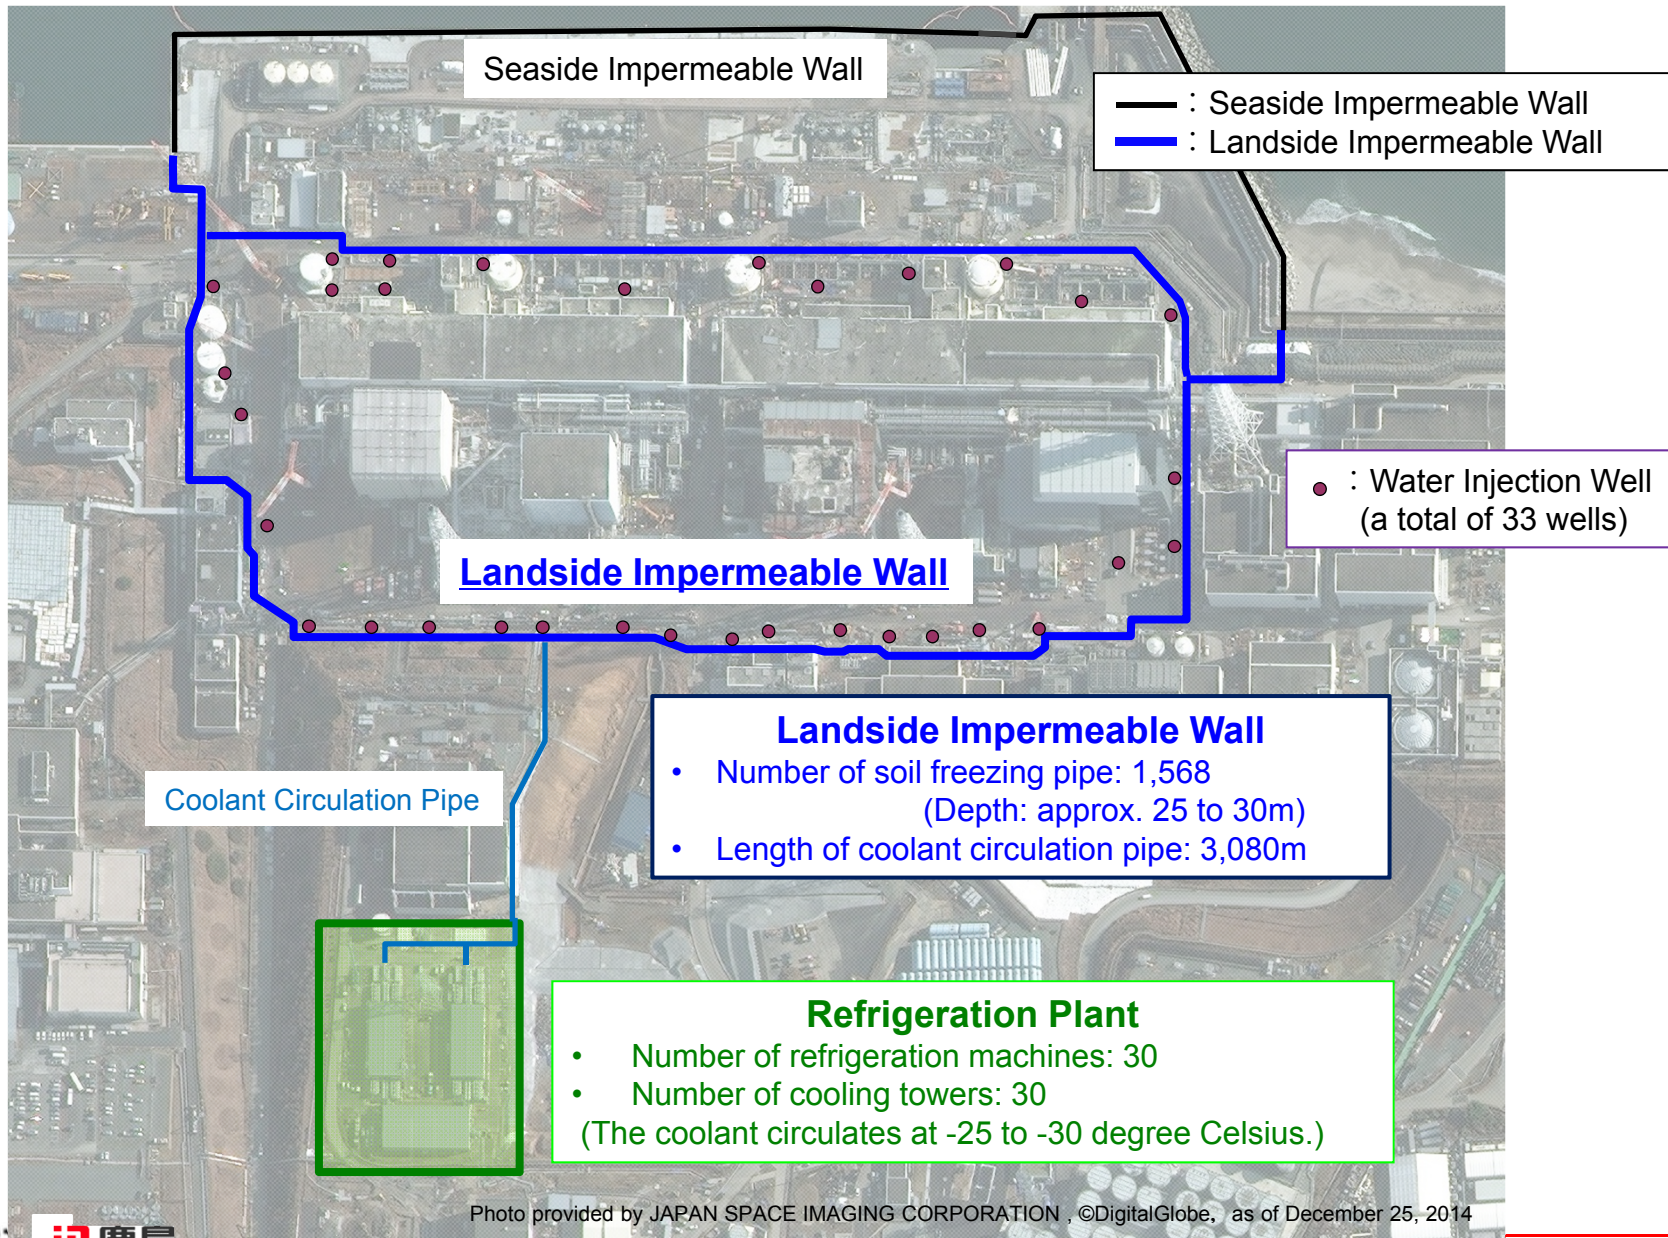 Seaside Impermeable Wall
: Seaside Impermeable Wall
: Landside Impermeable Wall
: Water Injection Well
(a total of 33 wells)
Landside Impermeable Wall
Landside Impermeable Wall
• Number of soil freezing pipe: 1,568
(Depth: approx. 25 to 30m)
• Length of coolant circulation pipe: 3,080m
Coolant Circulation Pipe
Refrigeration Plant
• Number of refrigeration machines: 30
• Number of cooling towers: 30
(The coolant circulates at -25 to -30 degree Celsius.)
Photo provided by JAPAN SPACE IMAGING CORPORATION , ©DigitalGlobe, as of December 25, 2014